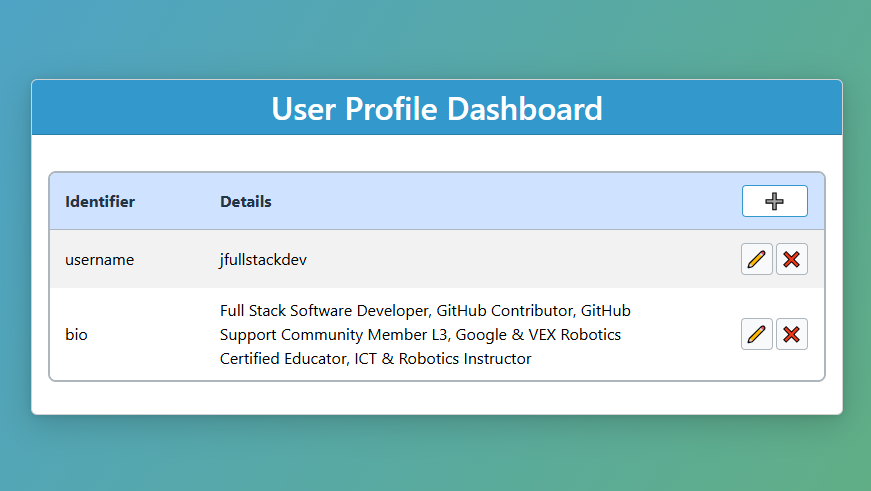 User Profile Dashboard
Identifier Details
username jfullstackdev
bio
Full Stack Software Developer, GitHub Contributor, GitHub
Support Community Member L3, Google & VEX Robotics
Certified Educator, ICT & Robotics Instructor